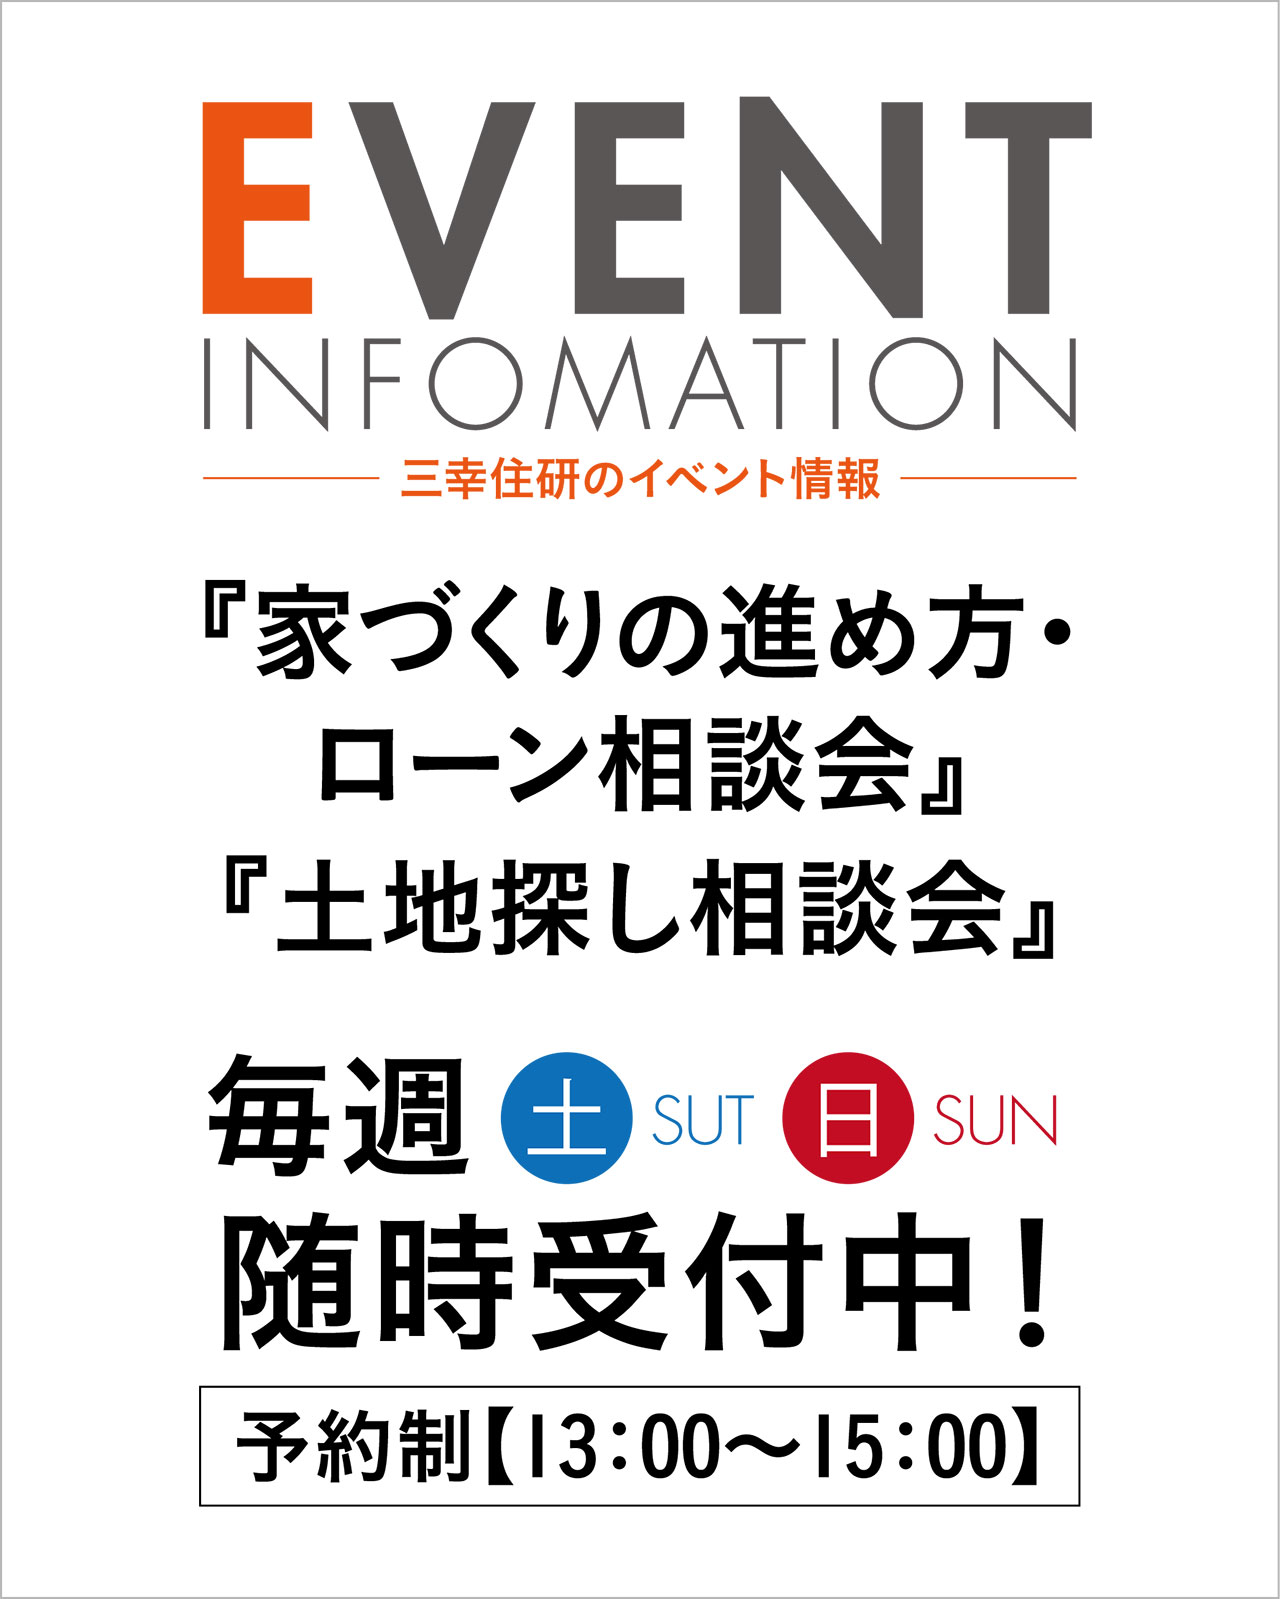 EVENT
INFOMATION
三幸住研のイベント情報
『家づくりの進め方・
ローン相談会』
『土地探し相談会』
毎週 土 SUT 日 SUN
随時受付中！
予約制【13：00〜15：00】